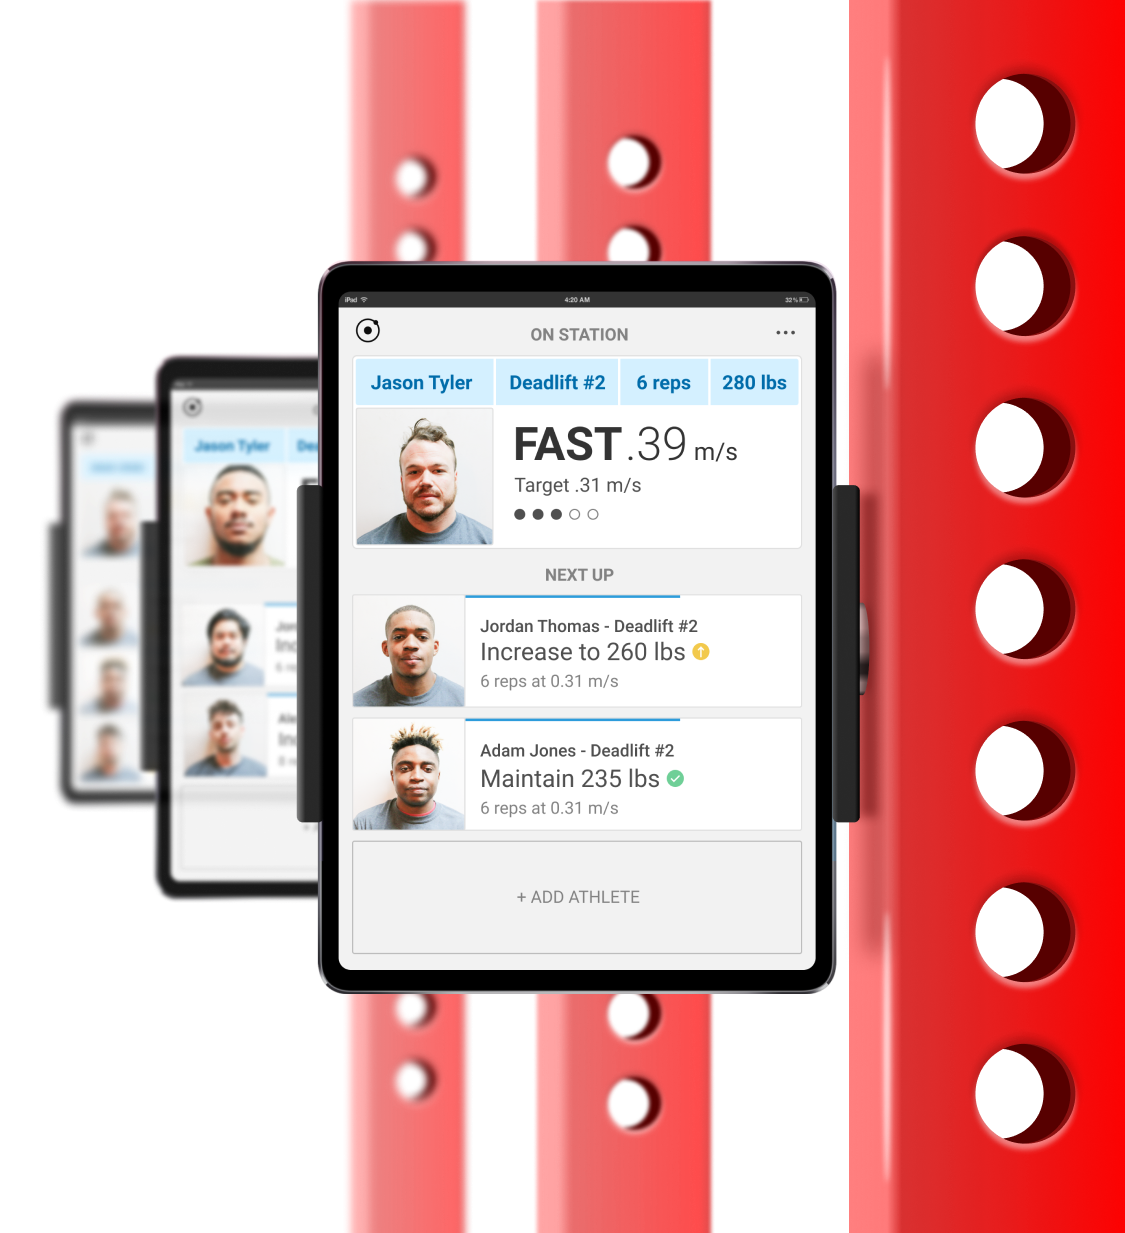 iPad 4:20 AM 32%
ON STATION
Jason Tyler Deadlift #2 6 reps 280 lbs
FAST .39 m/s
Target .31 m/s
NEXT UP
Jordan Thomas - Deadlift #2
Increase to 260 lbs
6 reps at 0.31 m/s
Adam Jones - Deadlift #2
Maintain 235 lbs
6 reps at 0.31 m/s
+ ADD ATHLETE
Jason Tyler